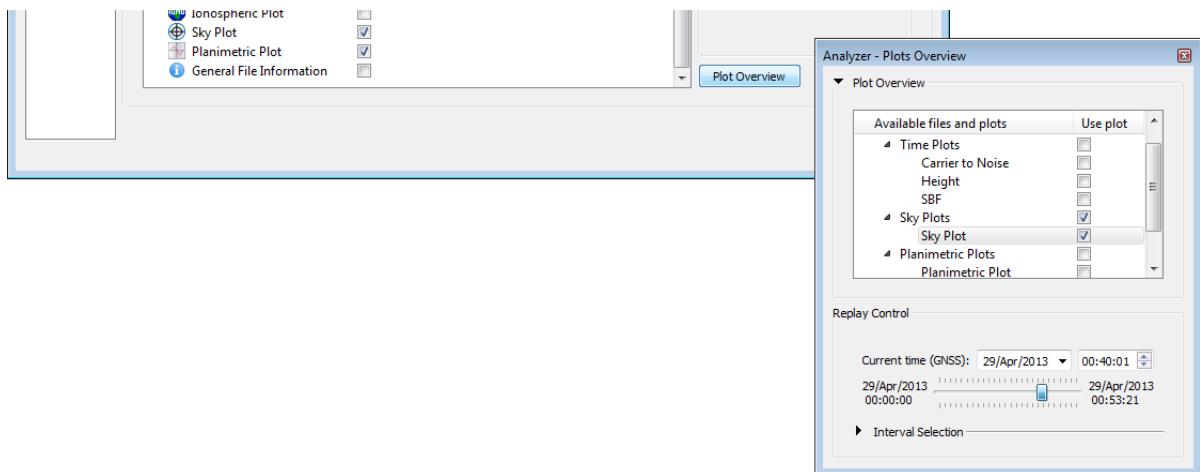 Ionospheric Plot
Sky Plot
Planimetric Plot
General File Information
Plot Overview
Analyzer - Plots Overview
Plot Overview
Available files and plots Use plot
Time Plots
Carrier to Noise
Height
SBF
Sky Plots
Sky Plot
Planimetric Plots
Planimetric Plot
Replay Control
Current time (GNSS): 29/Apr/2013 00:40:01
29/Apr/2013 29/Apr/2013
00:00:00 00:53:21
Interval Selection